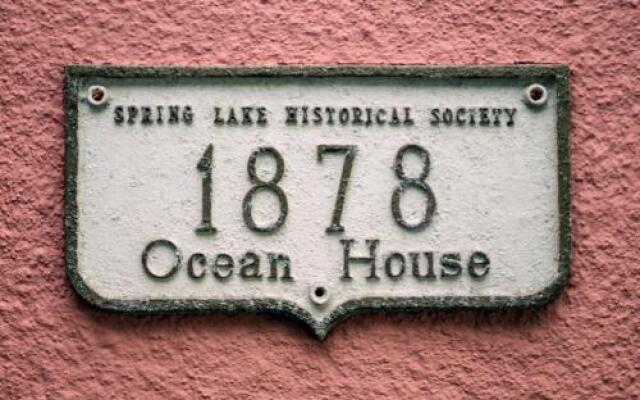 SPRING LAKE HISTORICAL SOCIETY
1878
Ocean House